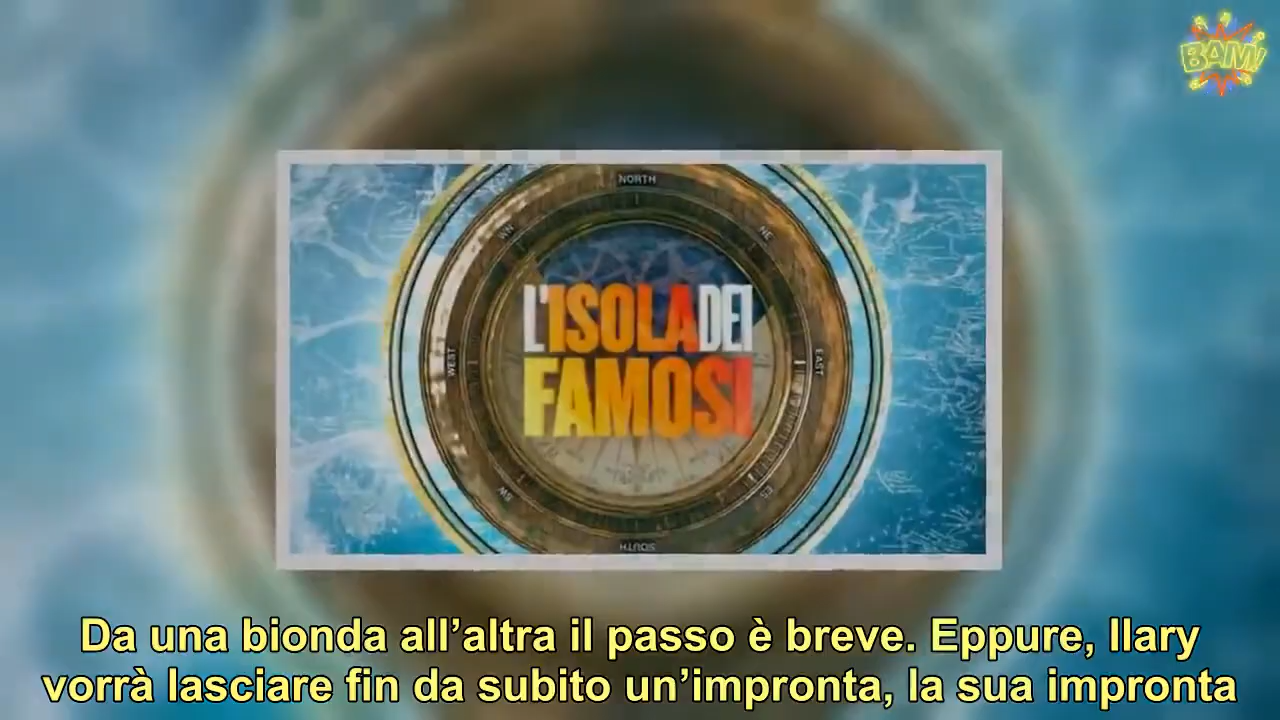 BAM!
NORTH
NW
NE
WEST
EAST
L'ISOLA DEI
FAMOSI
SW
ES
SOUTH
Da una bionda all’altra il passo è breve. Eppure, Ilary
vorrà lasciare fin da subito un’impronta, la sua impronta